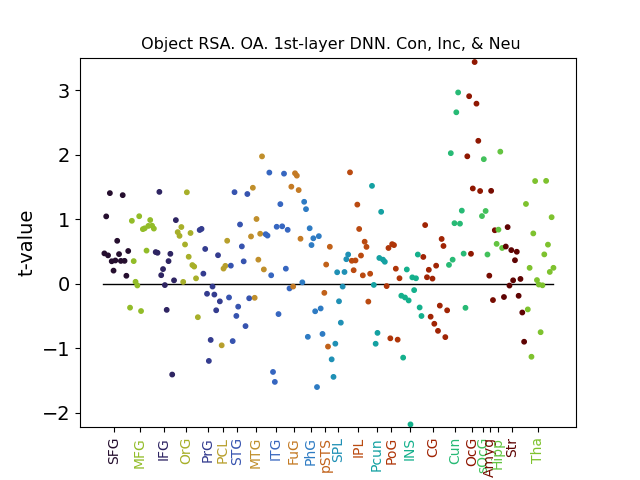 Object RSA. OA. 1st-layer DNN. Con, Inc, & Neu
t-value
3
2
1
0
−1
−2
SFG
MFG
IFG
OrG
PrG
PCL
STG
MTG
ITG
FuG
PhG
pSTS
SPL
IPL
Pcun
PoG
INS
CG
Cun
OcG
sOcG
Amyg
Hipp
Str
Tha